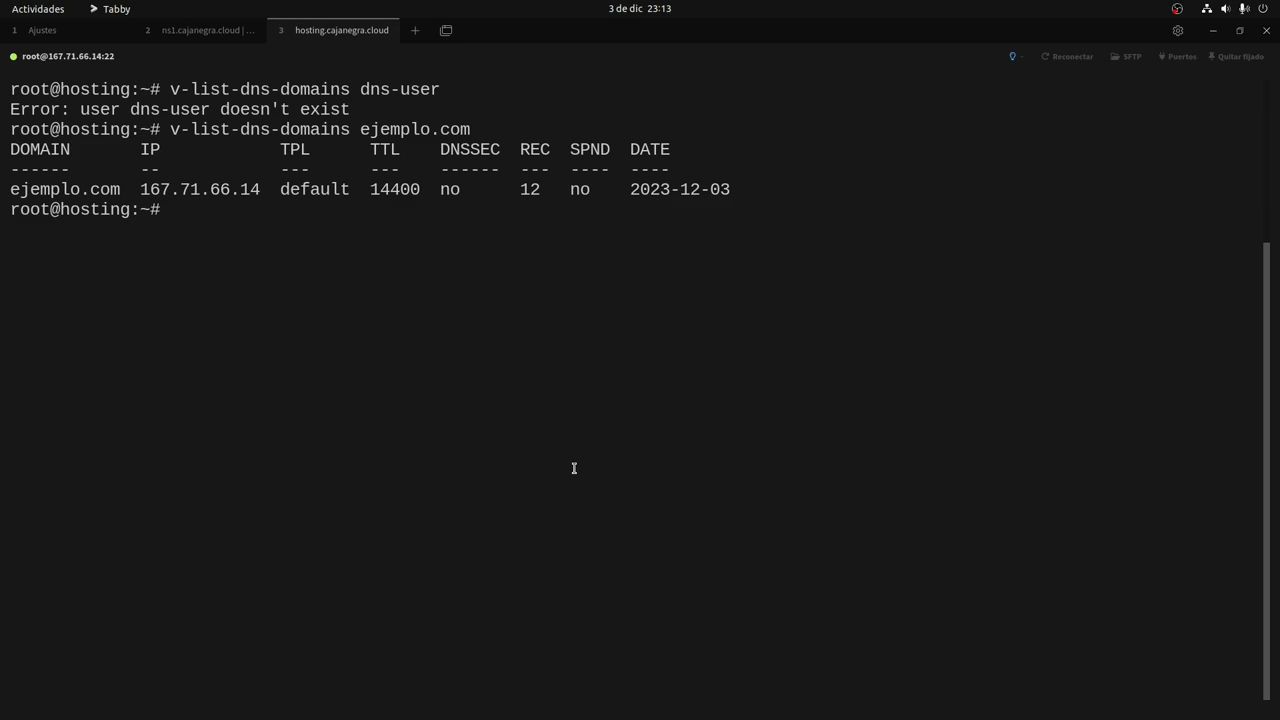 Actividades Tabby 3 de dic 23:13
1 Ajustes 2 ns1.cajanegra.cloud | ... 3 hosting.cajanegra.cloud
root@167.71.66.14:22 Reconectar SFTP Puertos Quitar fijado
root@hosting:~# v-list-dns-domains dns-user
Error: user dns-user doesn't exist
root@hosting:~# v-list-dns-domains ejemplo.com
DOMAIN IP TPL TTL DNSSEC REC SPND DATE
------ -- --- --- ------ --- ---- ----
ejemplo.com 167.71.66.14 default 14400 no 12 no 2023-12-03
root@hosting:~#